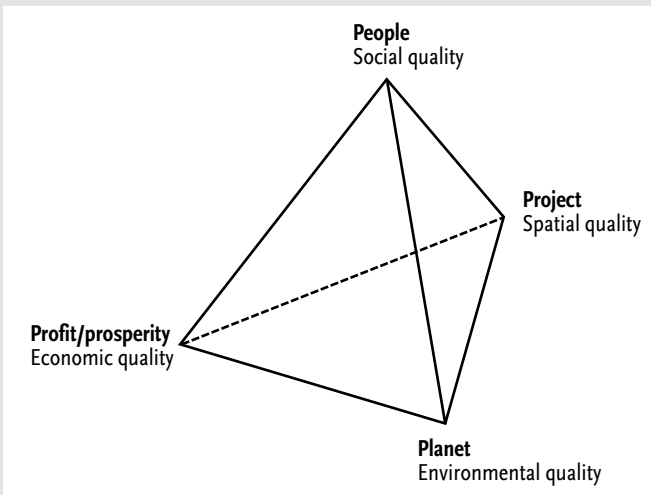 People
Social quality
Project
Spatial quality
Profit/prosperity
Economic quality
Planet
Environmental quality